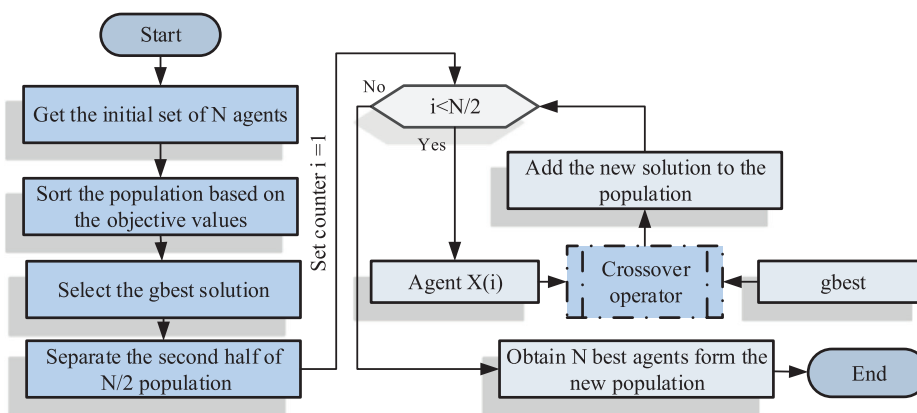 Start
Get the initial set of N agents
Sort the population based on
the objective values
Select the gbest solution
Separate the second half of
N/2 population
Set counter i =1
No
i<N/2
Yes
Add the new solution to the
population
Agent X(i)
Crossover
operator
gbest
Obtain N best agents form the
new population
End